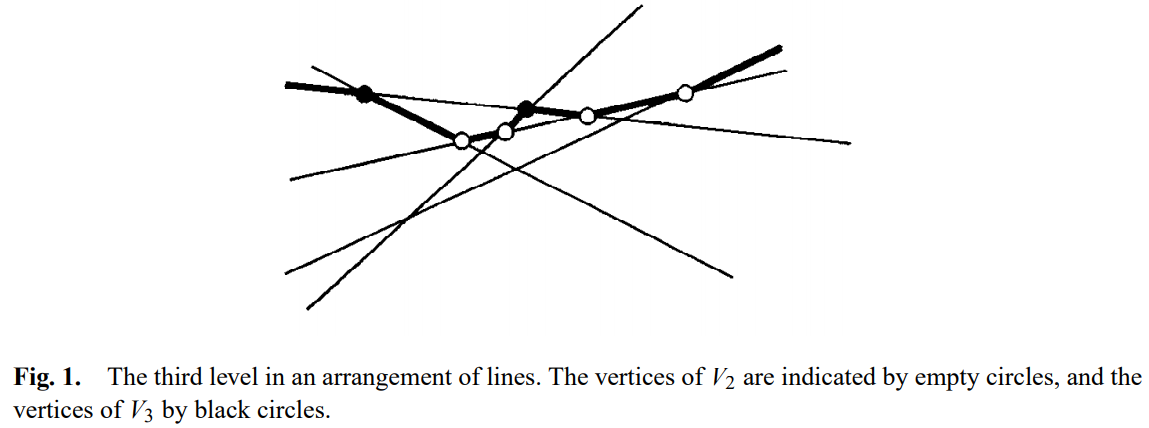 Fig. 1. The third level in an arrangement of lines. The vertices of V2 are indicated by empty circles, and the
vertices of V3 by black circles.